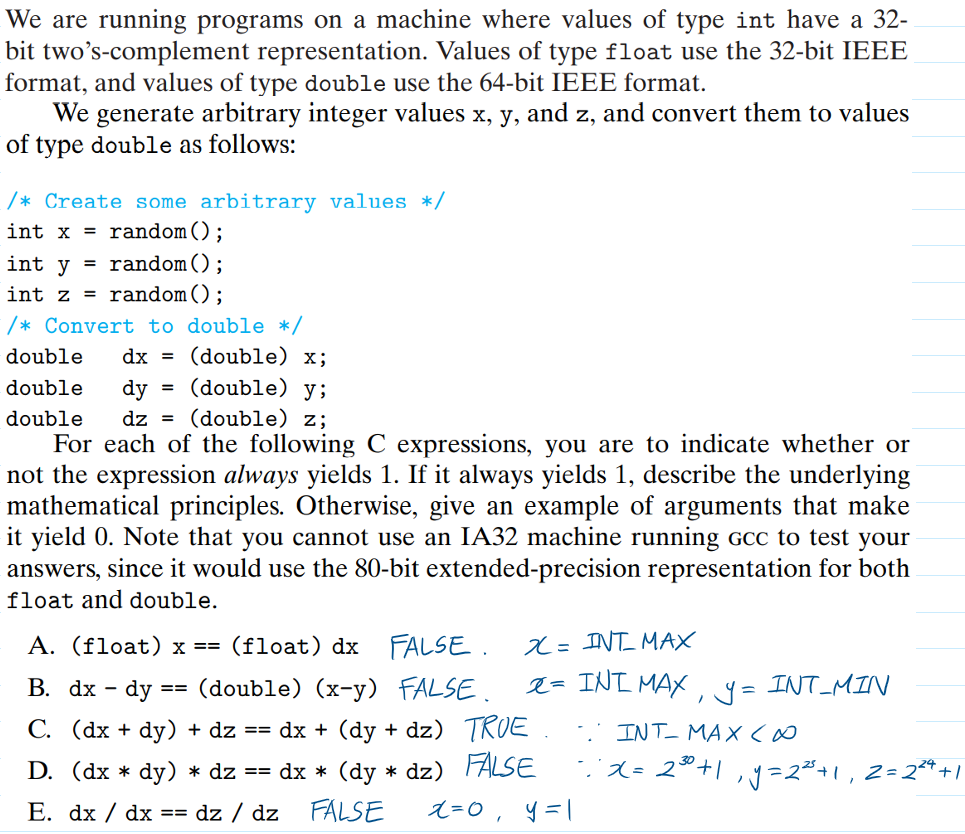 We are running programs on a machine where values of type int have a 32-
bit two's-complement representation. Values of type float use the 32-bit IEEE
format, and values of type double use the 64-bit IEEE format.
We generate arbitrary integer values x, y, and z, and convert them to values
of type double as follows:
/* Create some arbitrary values */
int x = random();
int y = random();
int z = random();
/* Convert to double */
double dx = (double) x;
double dy = (double) y;
double dz = (double) z;
For each of the following C expressions, you are to indicate whether or
not the expression always yields 1. If it always yields 1, describe the underlying
mathematical principles. Otherwise, give an example of arguments that make
it yield 0. Note that you cannot use an IA32 machine running GCC to test your
answers, since it would use the 80-bit extended-precision representation for both
float and double.
A. (float) x == (float) dx FALSE. x = INT_MAX
B. dx - dy == (double) (x-y) FALSE. x = INT_MAX, y = INT_MIN
C. (dx + dy) + dz == dx + (dy + dz) TRUE. ∵ INT_MAX < ∞
D. (dx * dy) * dz == dx * (dy * dz) FALSE ∵ x = 2³⁰+1, y = 2²⁵+1, z = 2²⁴+1
E. dx / dx == dz / dz FALSE x=0, y=1